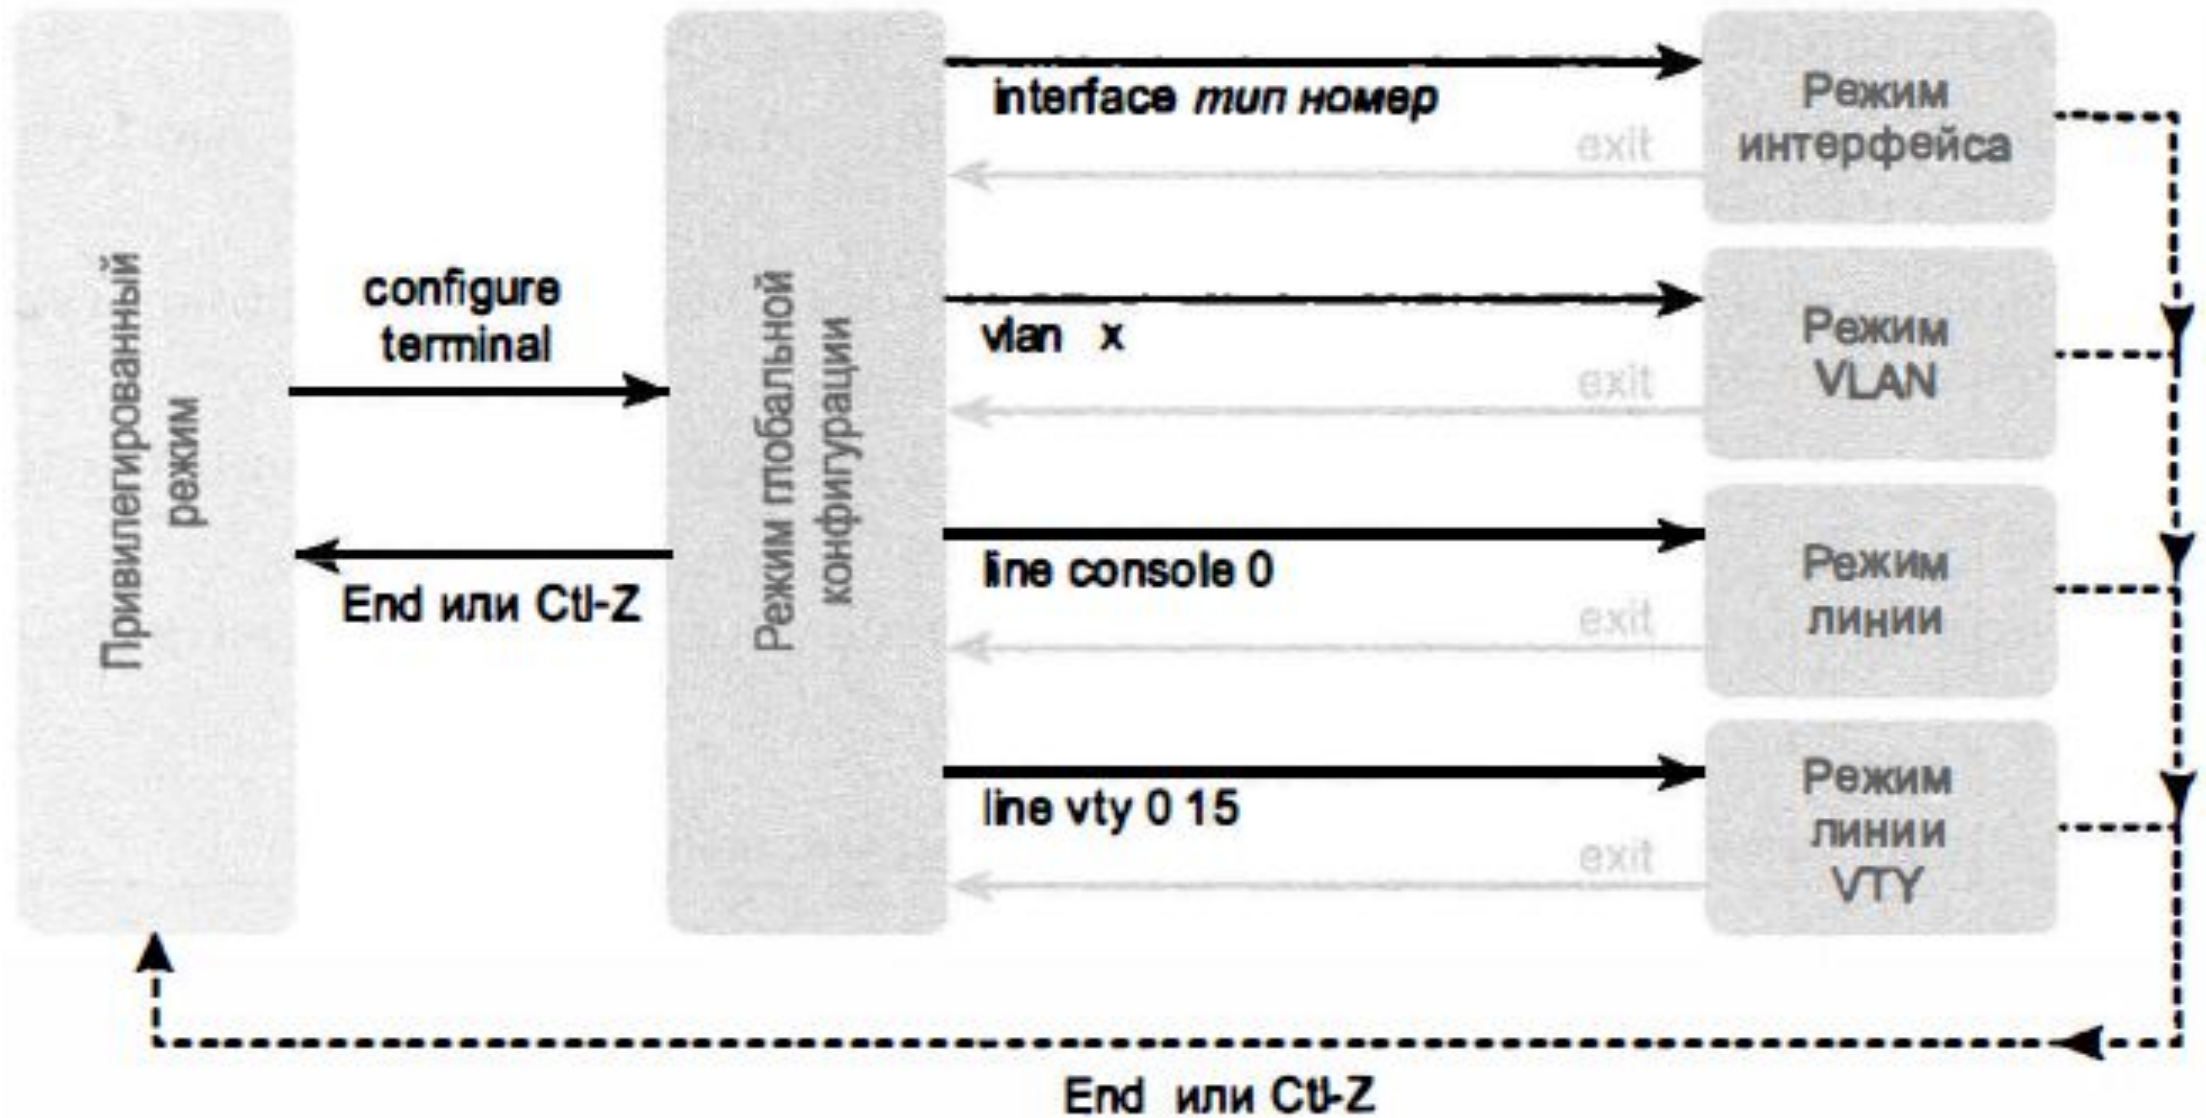 Привилегированный
режим
configure
terminal
End или Ctl-Z
Режим глобальной
конфигурации
interface тип номер
exit
Режим
интерфейса
vlan x
exit
Режим
VLAN
line console 0
exit
Режим
линии
line vty 0 15
exit
Режим
линии
VTY
End или Ctl-Z